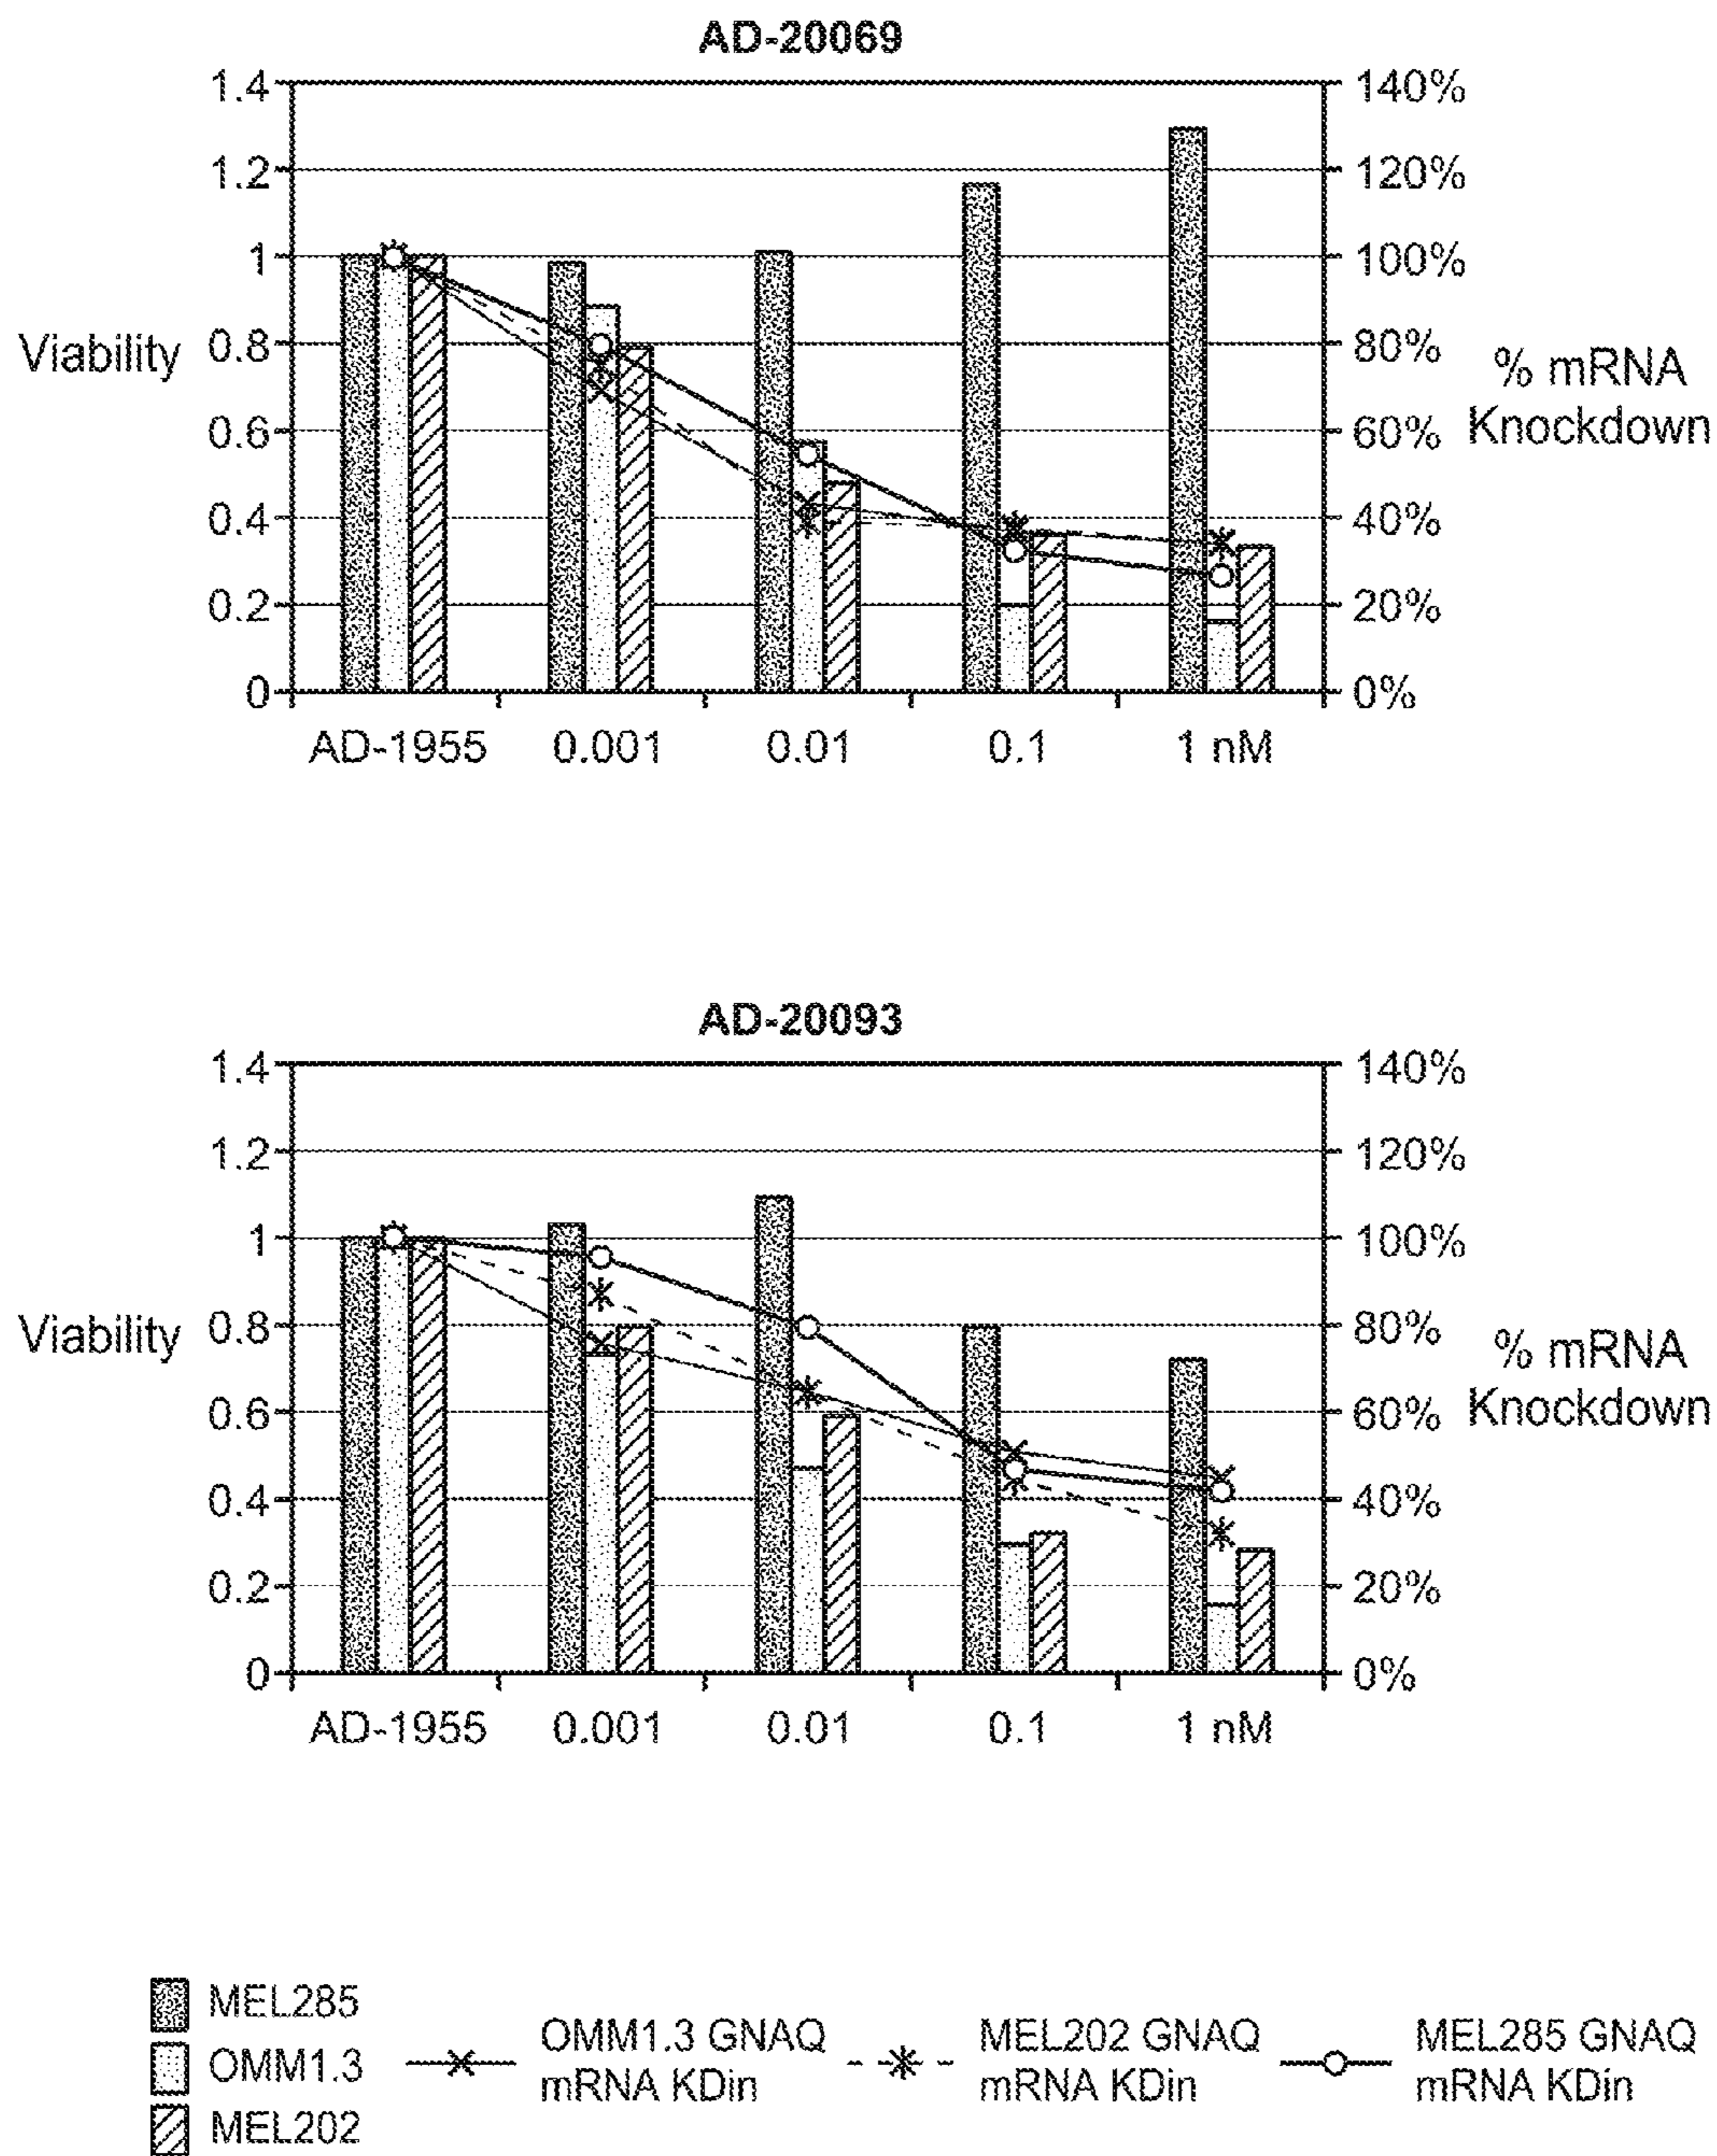 AD-20069
1.4
1.2
1
0.8
0.6
0.4
0.2
0
Viability
140%
120%
100%
80%
60%
40%
20%
0%
% mRNA
Knockdown
AD-1955 0.001 0.01 0.1 1 nM
AD-20093
1.4
1.2
1
0.8
0.6
0.4
0.2
0
Viability
140%
120%
100%
80%
60%
40%
20%
0%
% mRNA
Knockdown
AD-1955 0.001 0.01 0.1 1 nM
MEL285
OMM1.3
MEL202
OMM1.3 GNAQ
mRNA KDin
MEL202 GNAQ
mRNA KDin
MEL285 GNAQ
mRNA KDin